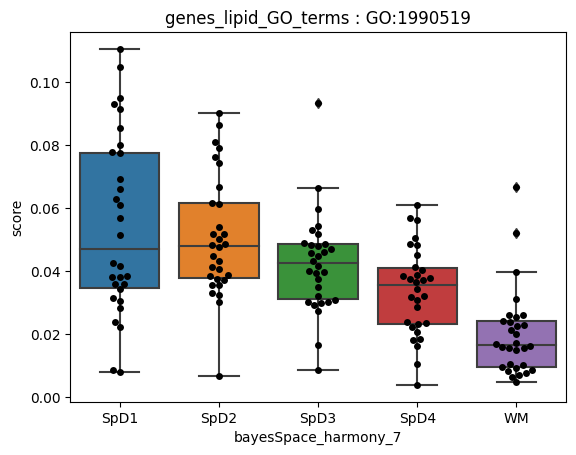 genes_lipid_GO_terms : GO:1990519
score
0.10
0.08
0.06
0.04
0.02
0.00
SpD1 SpD2 SpD3 SpD4 WM
bayesSpace_harmony_7